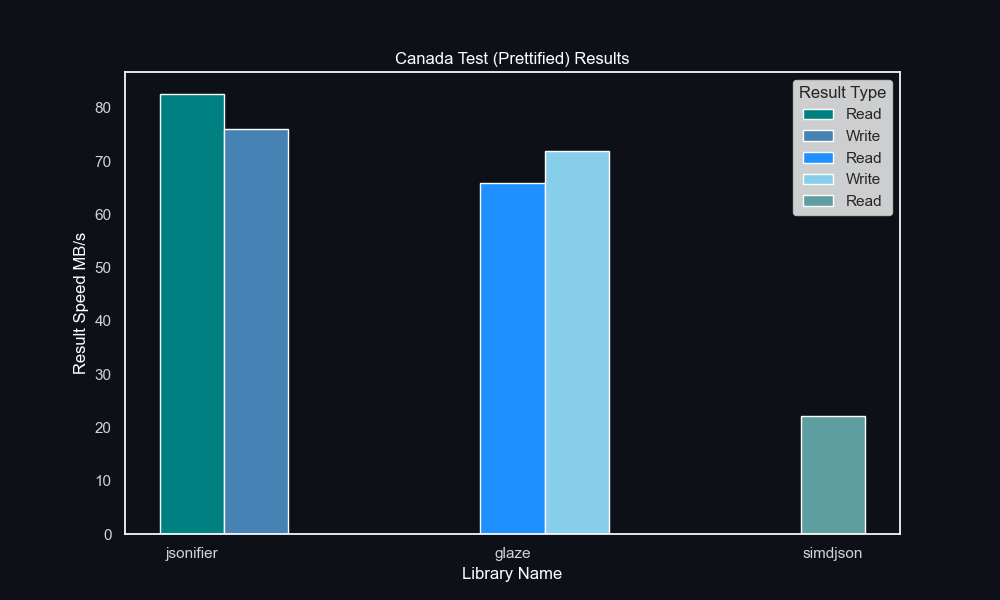 Canada Test (Prettified) Results
Result Type
Read
Write
Read
Write
Read
Result Speed MB/s
80
70
60
50
40
30
20
10
0
jsonifier glaze simdjson
Library Name